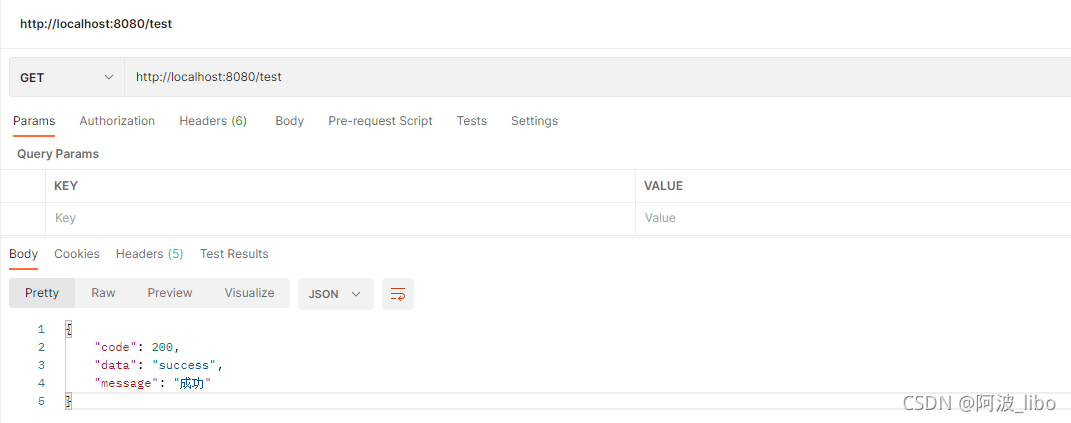 http://localhost:8080/test
GET http://localhost:8080/test
Params Authorization Headers (6) Body Pre-request Script Tests Settings
Query Params
KEY VALUE
Key Value
Body Cookies Headers (5) Test Results
Pretty Raw Preview Visualize JSON
1 {
2 "code": 200,
3 "data": "success",
4 "message": "成功"
5 }
CSDN @阿波_libo